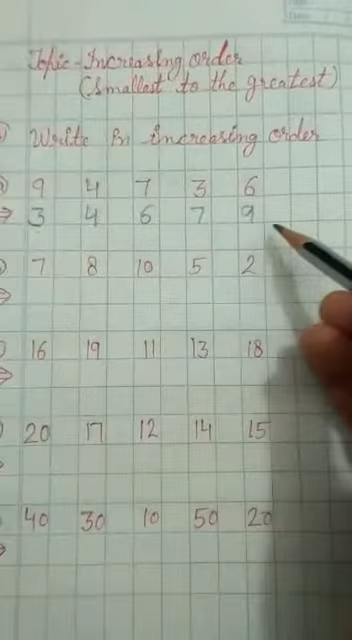 Topic - Increasing order
(Smallest to the greatest)
Write in increasing order
9 4 7 3 6
⇒ 3 4 6 7 9
7 8 10 5 2
⇒
16 19 11 13 18
⇒
20 17 12 14 15
40 30 10 50 20
⇒